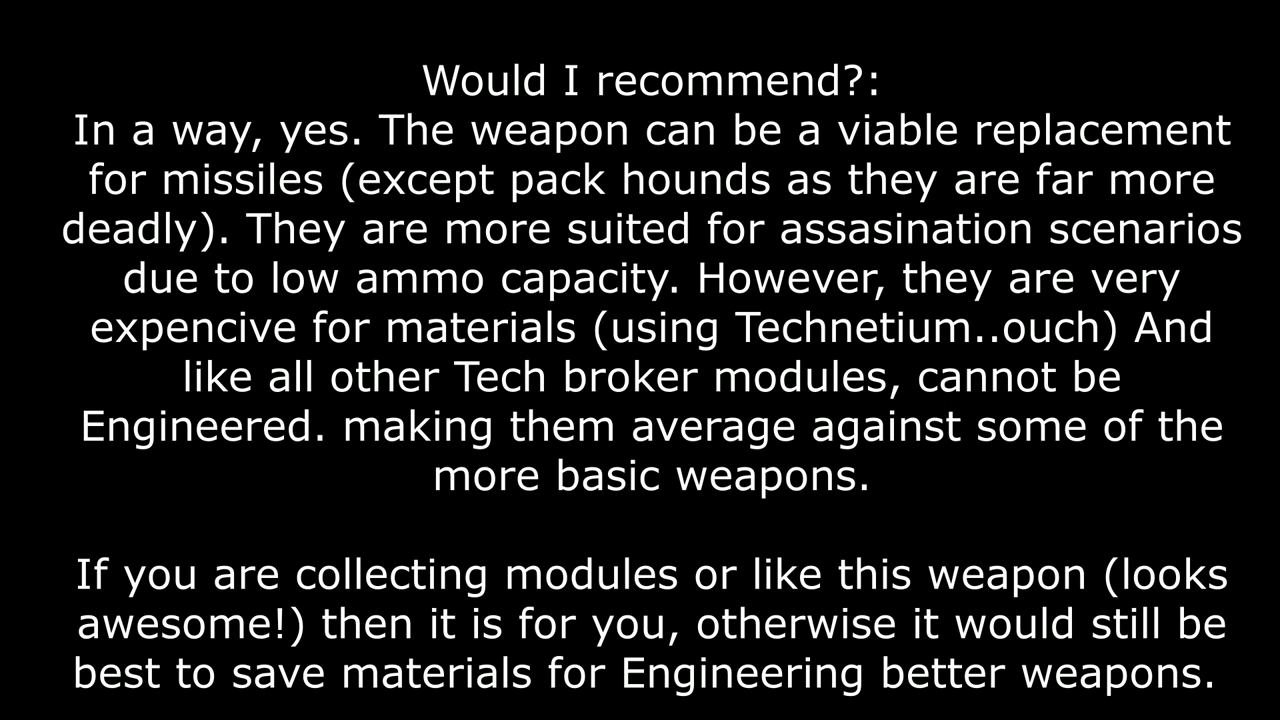 Would I recommend?:
In a way, yes. The weapon can be a viable replacement
for missiles (except pack hounds as they are far more
deadly). They are more suited for assasination scenarios
due to low ammo capacity. However, they are very
expencive for materials (using Technetium..ouch) And
like all other Tech broker modules, cannot be
Engineered. making them average against some of the
more basic weapons.
If you are collecting modules or like this weapon (looks
awesome!) then it is for you, otherwise it would still be
best to save materials for Engineering better weapons.